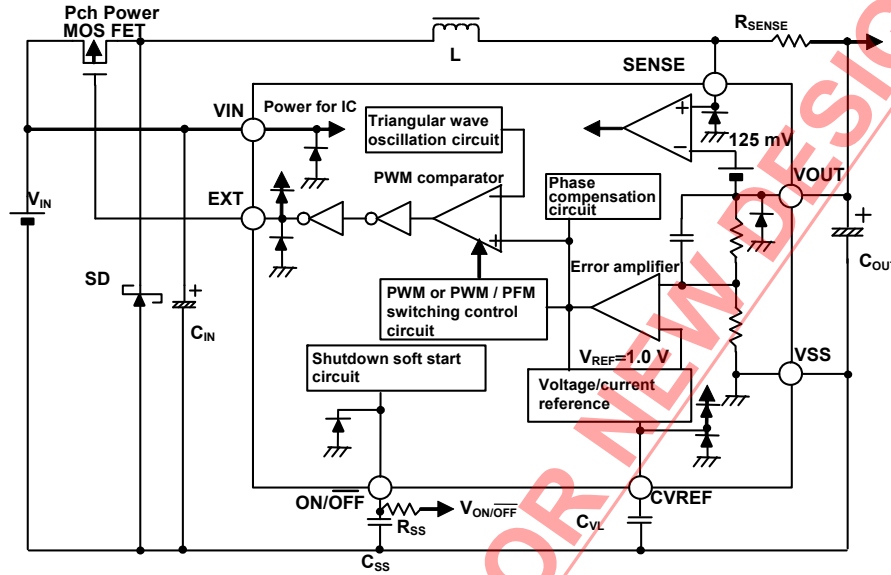 Pch Power
MOS FET
L
RSENSE
SENSE
VIN
Power for IC
Triangular wave
oscillation circuit
125 mV
VOUT
PWM comparator
EXT
Phase
compensation
circuit
VIN
+
−
+
+
+
COUT
SD
CIN
Error amplifier
PWM or PWM / PFM
switching control
circuit
VREF=1.0 V
VSS
Shutdown soft start
circuit
Voltage/current
reference
ON/OFF
RSS
VON/OFF
CVREF
CVL
CSS
OR NEW DESIG